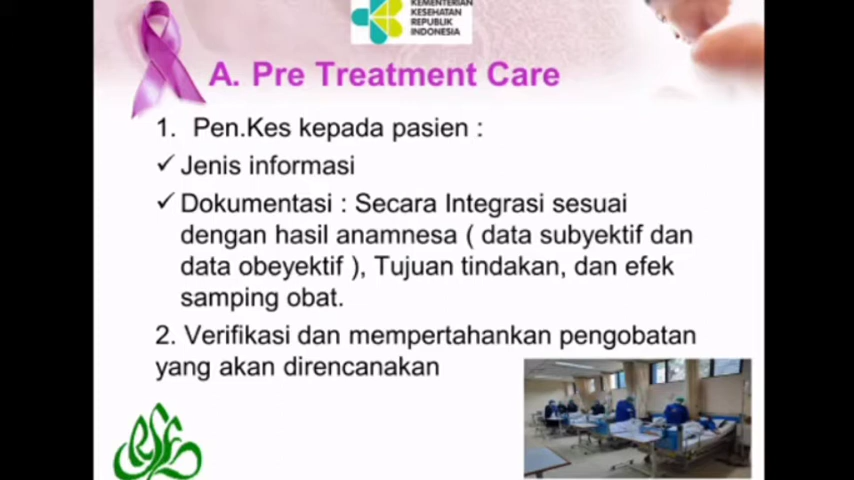 KEMENTERIAN
KESEHATAN
REPUBLIK
INDONESIA
A. Pre Treatment Care
1. Pen.Kes kepada pasien :
✓ Jenis informasi
✓ Dokumentasi : Secara Integrasi sesuai
dengan hasil anamnesa ( data subyektif dan
data obeyektif ), Tujuan tindakan, dan efek
samping obat.
2. Verifikasi dan mempertahankan pengobatan
yang akan direncanakan